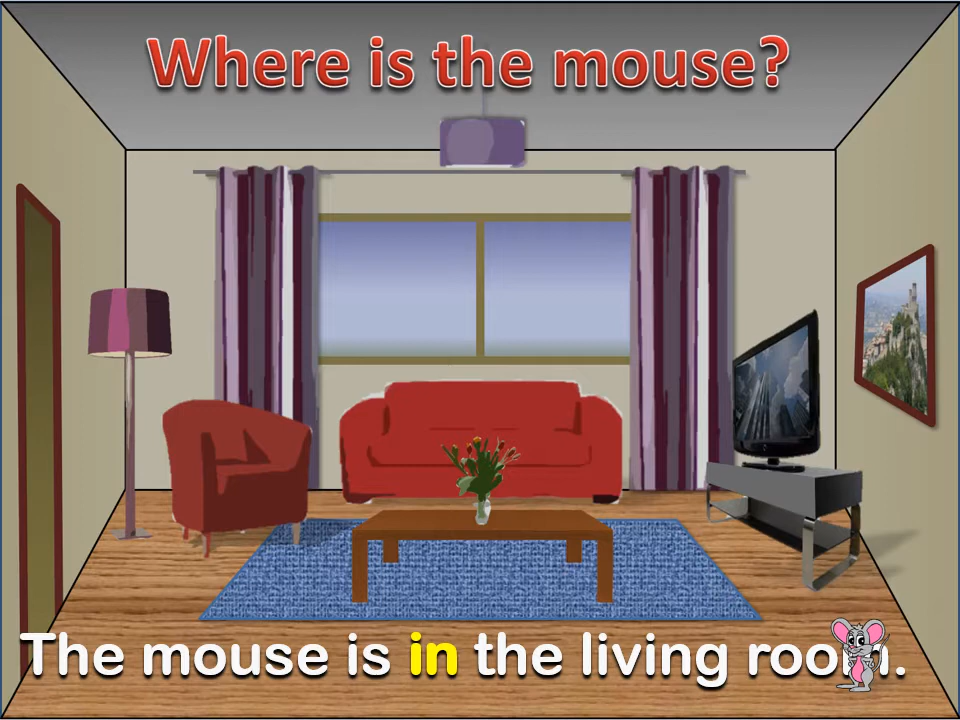 Where is the mouse?
The mouse is in the living room.